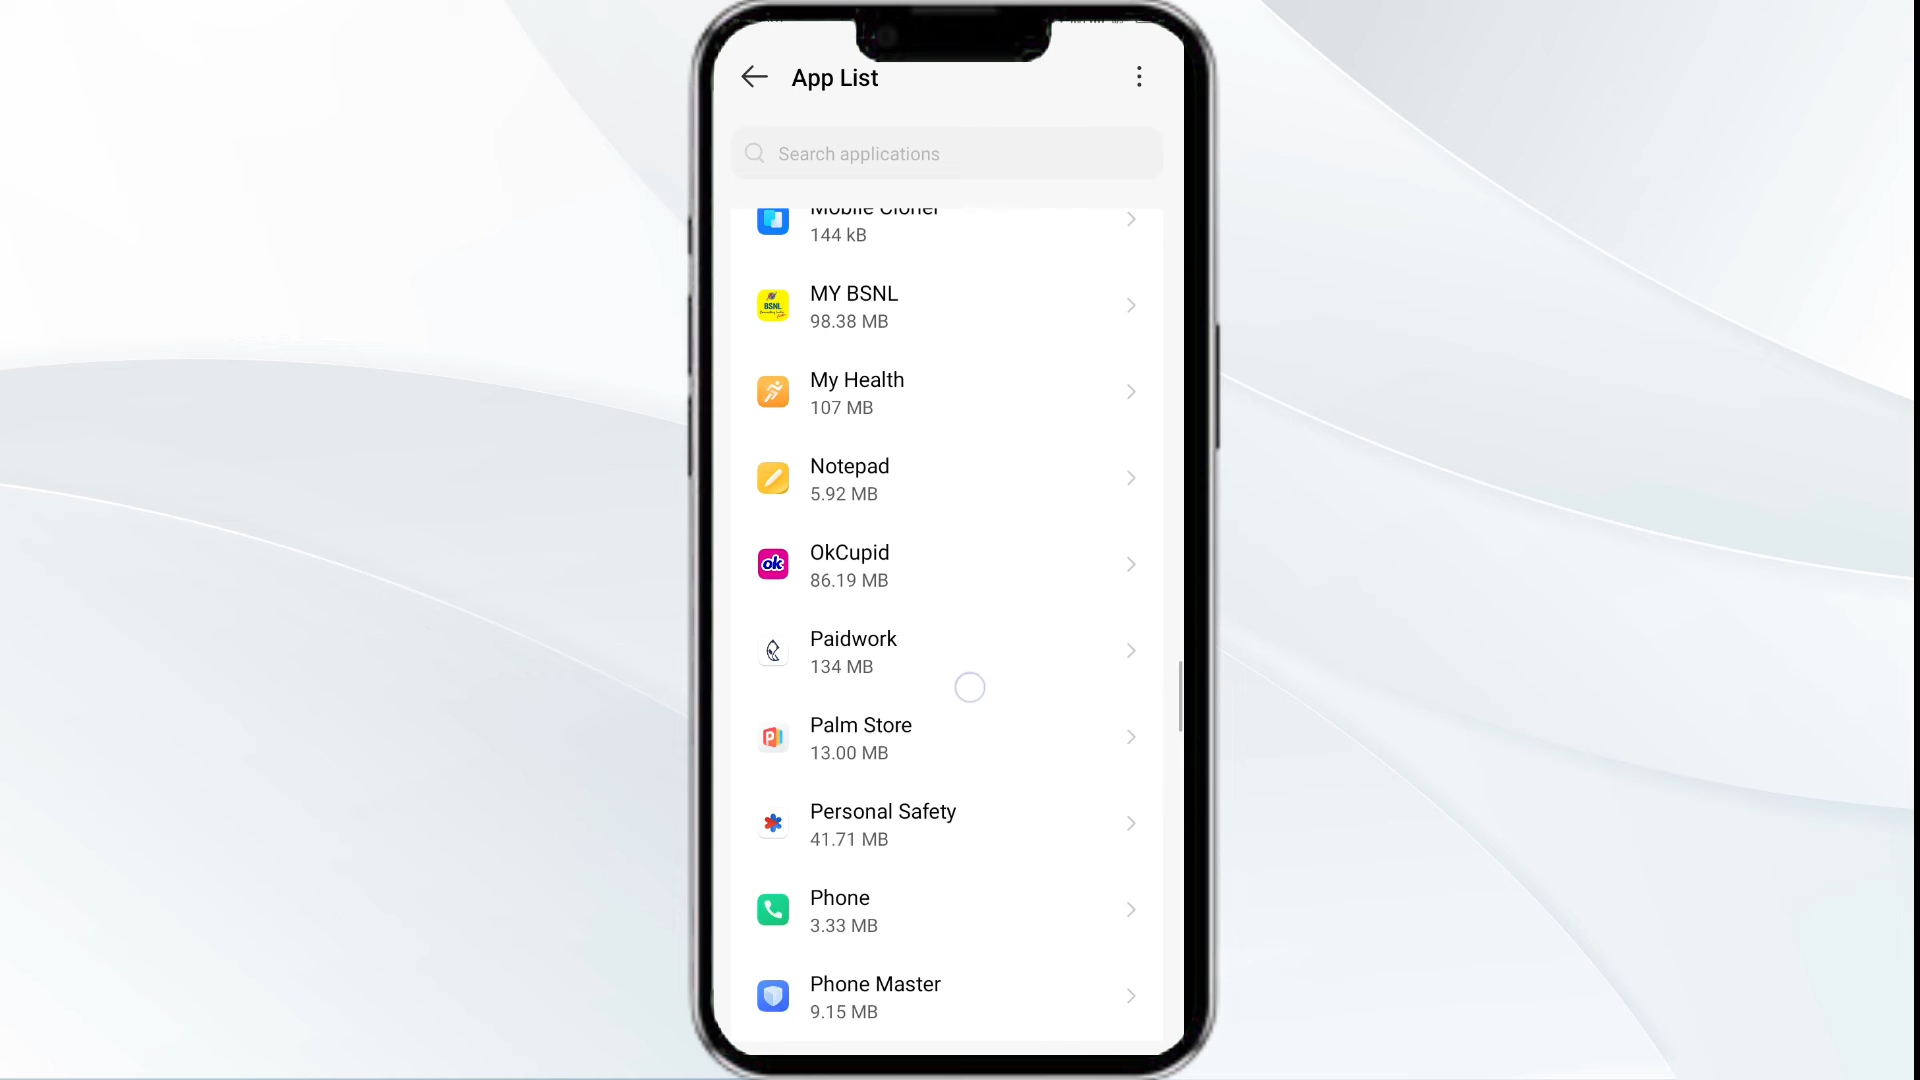 App List
Search applications
Mobile Cloner
144 kB
MY BSNL
98.38 MB
BSNL
My Health
107 MB
Notepad
5.92 MB
OkCupid
86.19 MB
ok
Paidwork
134 MB
Palm Store
13.00 MB
Personal Safety
41.71 MB
Phone
3.33 MB
Phone Master
9.15 MB